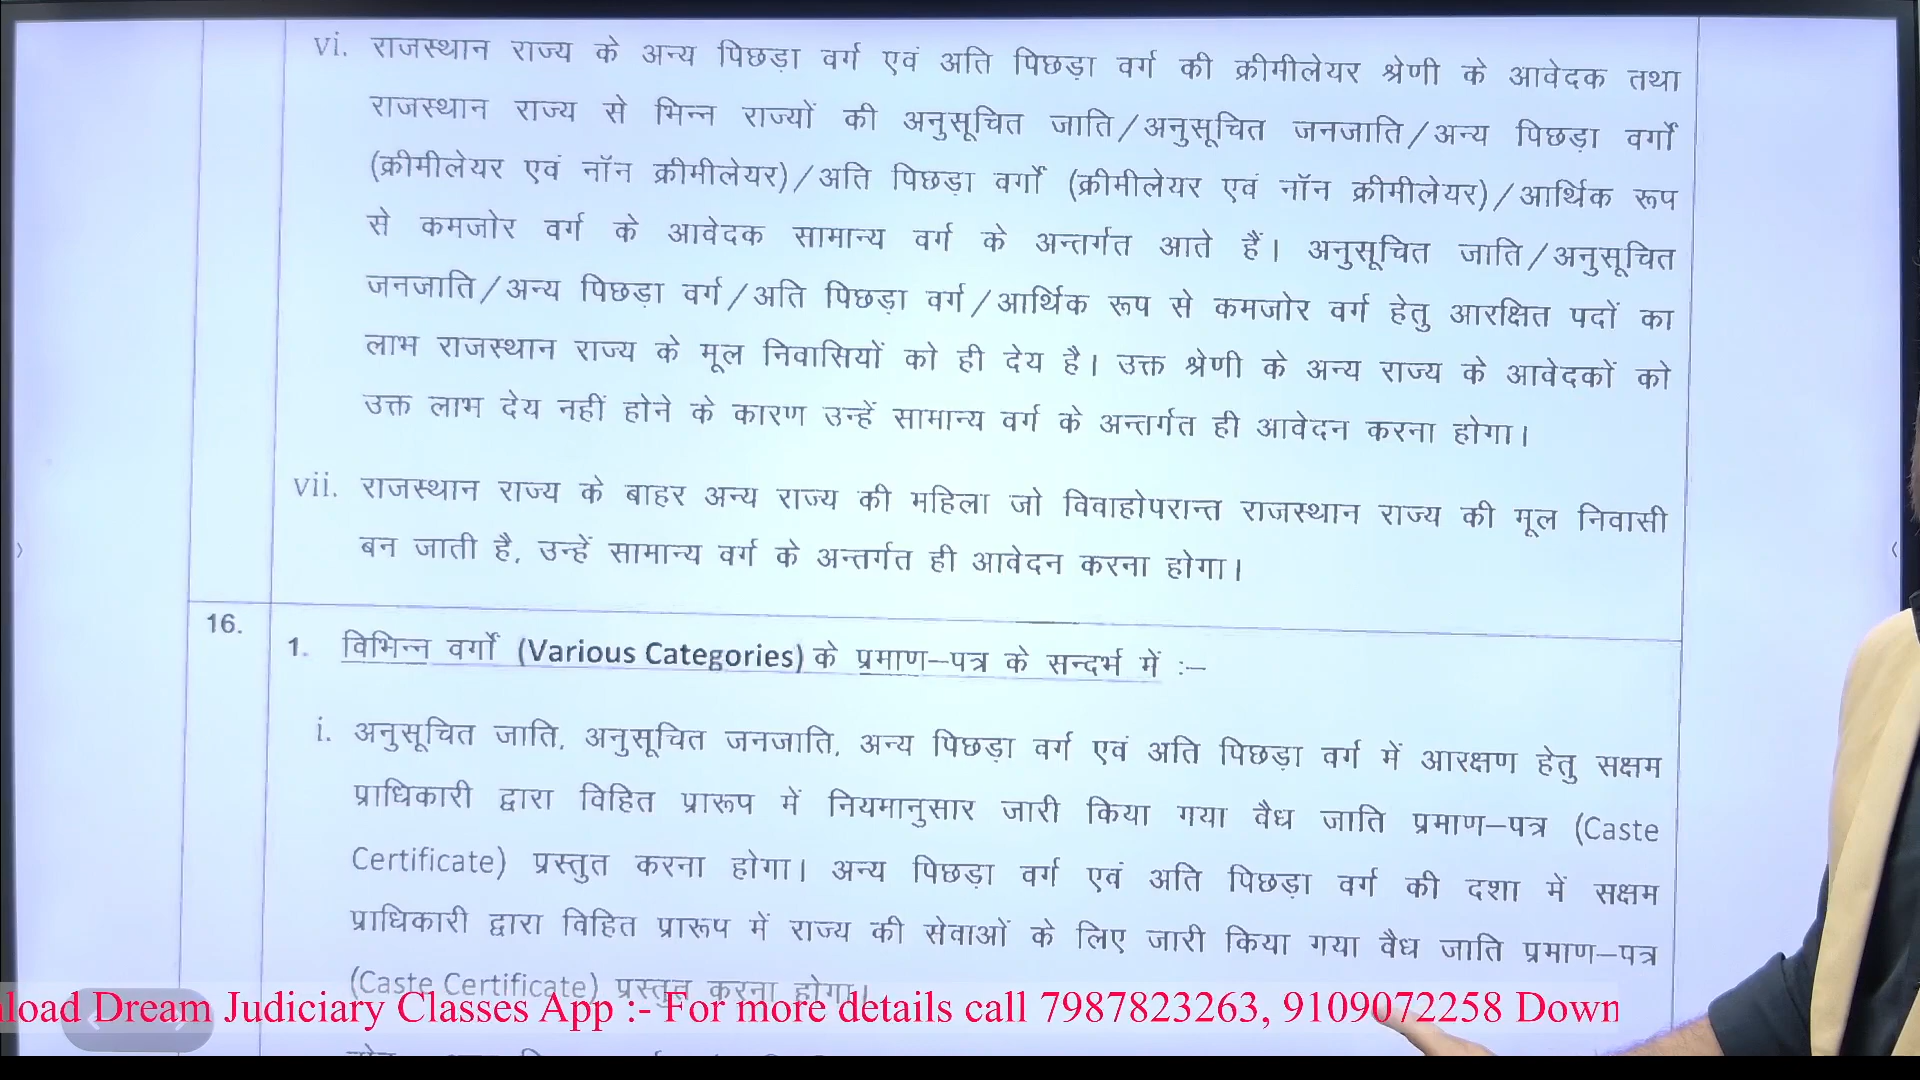 vi. राजस्थान राज्य के अन्य पिछड़ा वर्ग एवं अति पिछड़ा वर्ग की क्रीमीलेयर श्रेणी के आवेदक तथा
राजस्थान राज्य से भिन्न राज्यों की अनुसूचित जाति/अनुसूचित जनजाति/अन्य पिछड़ा वर्गों
(क्रीमीलेयर एवं नॉन क्रीमीलेयर)/अति पिछड़ा वर्गों (क्रीमीलेयर एवं नॉन क्रीमीलेयर)/आर्थिक रूप
से कमजोर वर्ग के आवेदक सामान्य वर्ग के अन्तर्गत आते हैं। अनुसूचित जाति/अनुसूचित
जनजाति/अन्य पिछड़ा वर्ग/अति पिछड़ा वर्ग/आर्थिक रूप से कमजोर वर्ग हेतु आरक्षित पदों का
लाभ राजस्थान राज्य के मूल निवासियों को ही देय है। उक्त श्रेणी के अन्य राज्य के आवेदकों को
उक्त लाभ देय नहीं होने के कारण उन्हें सामान्य वर्ग के अन्तर्गत ही आवेदन करना होगा।
vii. राजस्थान राज्य के बाहर अन्य राज्य की महिला जो विवाहोपरान्त राजस्थान राज्य की मूल निवासी
बन जाती है, उन्हें सामान्य वर्ग के अन्तर्गत ही आवेदन करना होगा।
16.
1. विभिन्न वर्गों (Various Categories) के प्रमाण–पत्र के सन्दर्भ में :–
i. अनुसूचित जाति, अनुसूचित जनजाति, अन्य पिछड़ा वर्ग एवं अति पिछड़ा वर्ग में आरक्षण हेतु सक्षम
प्राधिकारी द्वारा विहित प्रारूप में नियमानुसार जारी किया गया वैध जाति प्रमाण–पत्र (Caste
Certificate) प्रस्तुत करना होगा। अन्य पिछड़ा वर्ग एवं अति पिछड़ा वर्ग की दशा में सक्षम
प्राधिकारी द्वारा विहित प्रारूप में राज्य की सेवाओं के लिए जारी किया गया वैध जाति प्रमाण–पत्र
(Caste Certificate) प्रस्तुत करना होगा।
nload Dream Judiciary Classes App :- For more details call 7987823263, 9109072258 Down